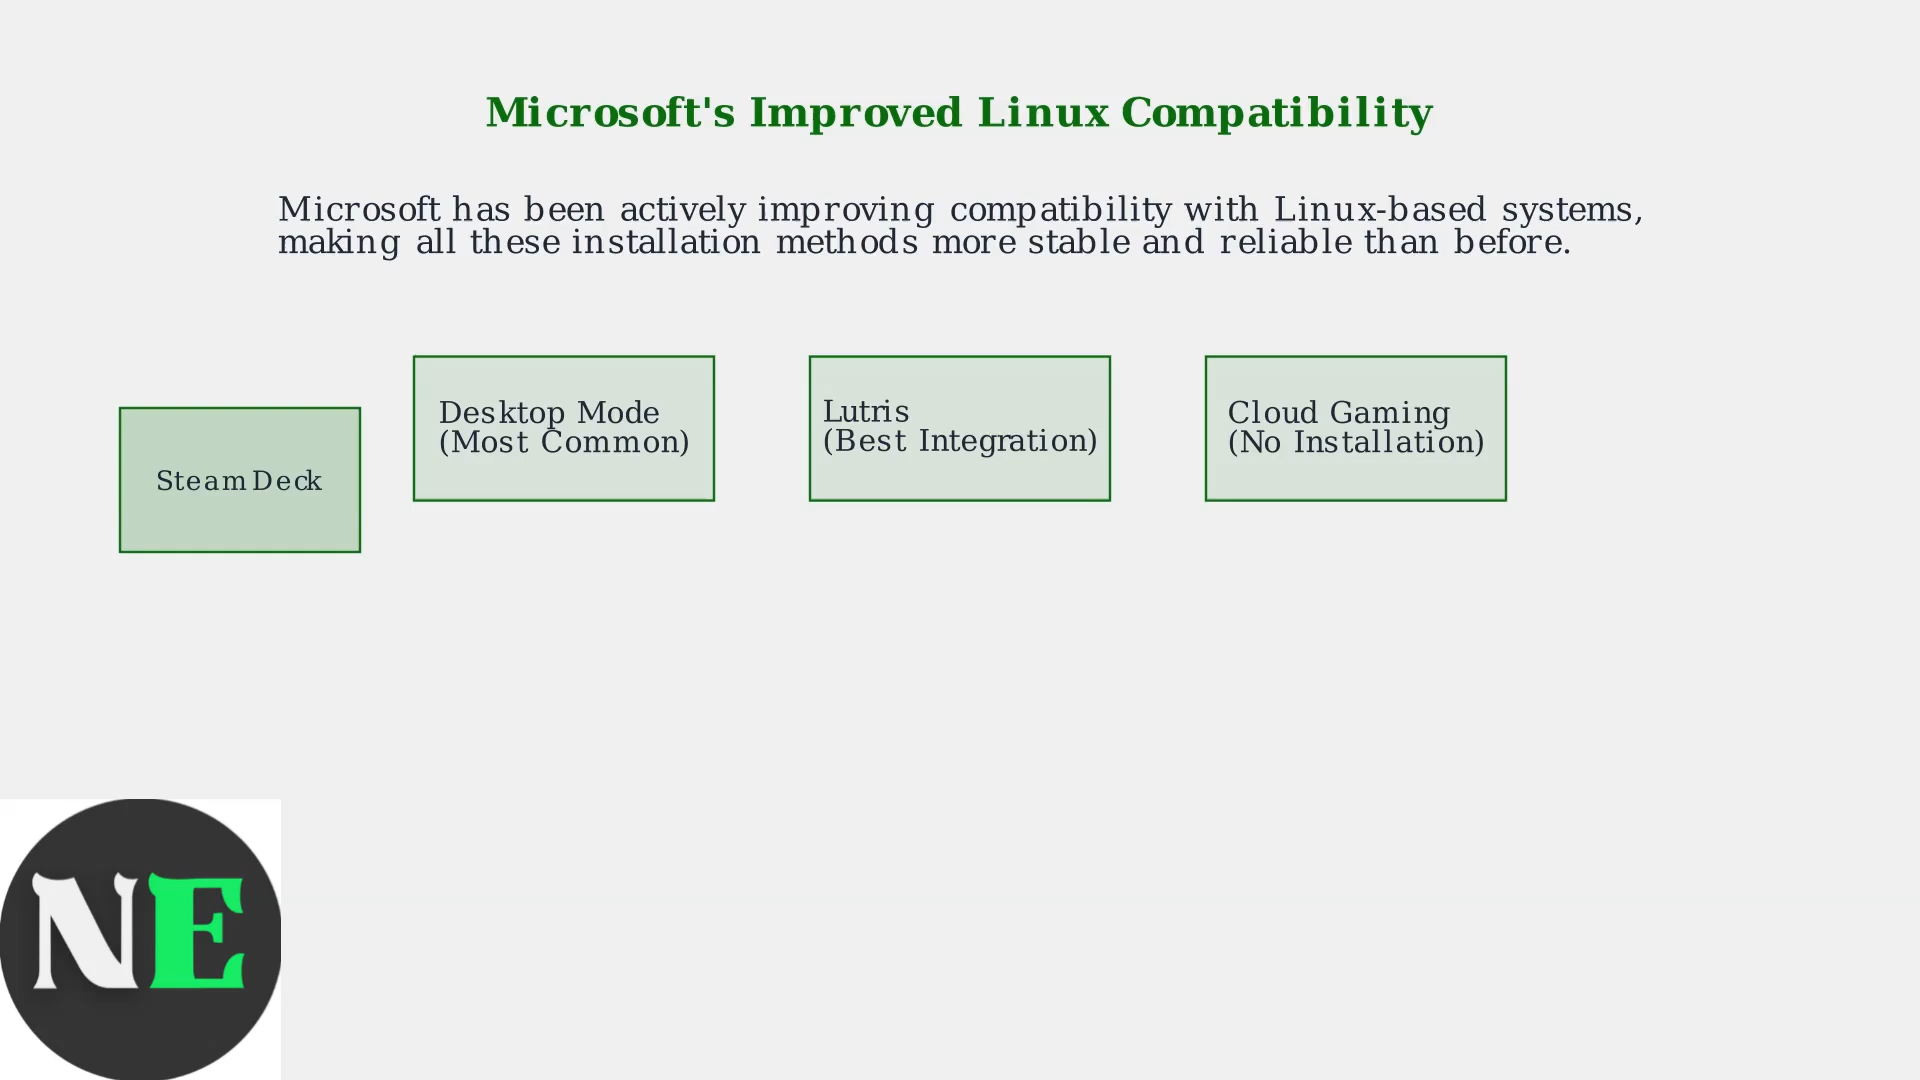 Microsoft's Improved Linux Compatibility
Microsoft has been actively improving compatibility with Linux-based systems,
making all these installation methods more stable and reliable than before.
Steam Deck
Desktop Mode
(Most Common)
Lutris
(Best Integration)
Cloud Gaming
(No Installation)
NE